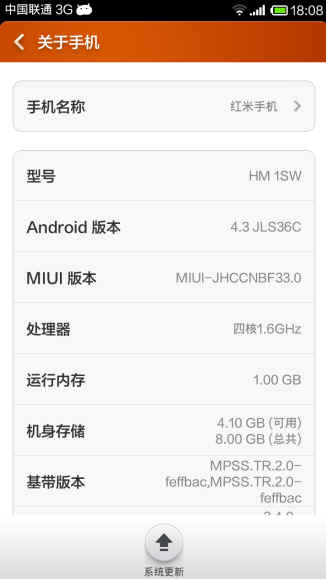 中国联通 3G 18:08
关于手机
手机名称 红米手机
型号 HM 1SW
Android 版本 4.3 JLS36C
MIUI 版本 MIUI-JHCCNBF33.0
处理器 四核1.6GHz
运行内存 1.00 GB
机身存储 4.10 GB (可用)
8.00 GB (总共)
基带版本 MPSS.TR.2.0-
feffbac,MPSS.TR.2.0-
feffbac
系统更新